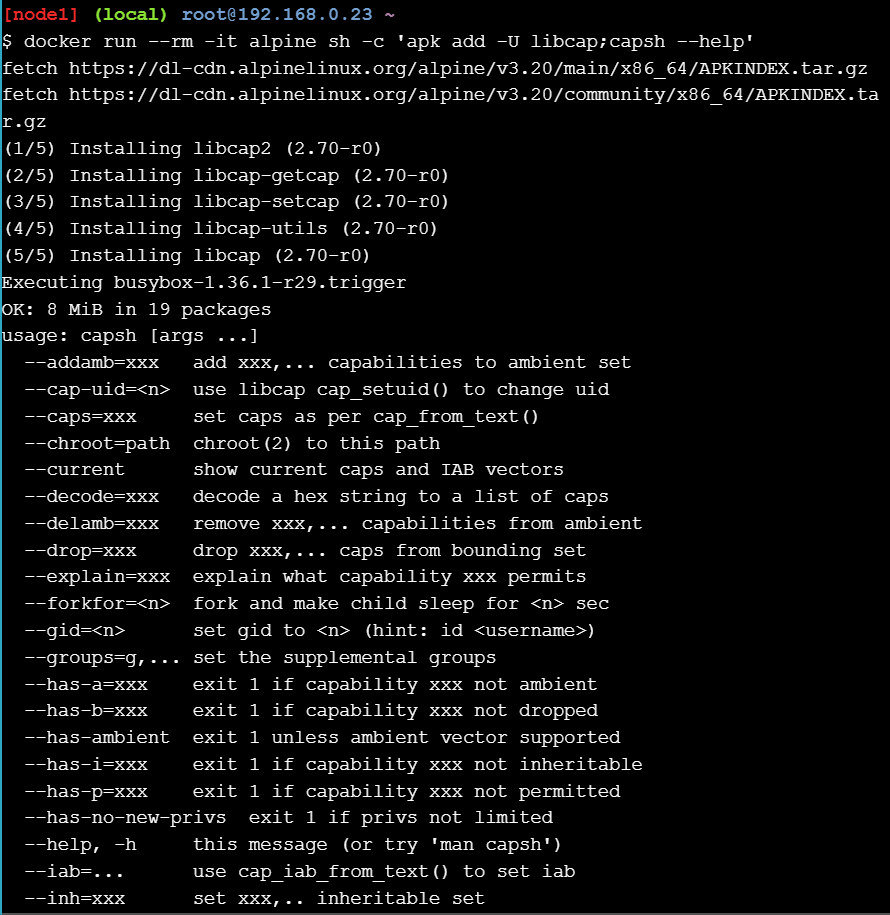 [node1] (local) root@192.168.0.23 ~
$ docker run --rm -it alpine sh -c 'apk add -U libcap;capsh --help'
fetch https://dl-cdn.alpinelinux.org/alpine/v3.20/main/x86_64/APKINDEX.tar.gz
fetch https://dl-cdn.alpinelinux.org/alpine/v3.20/community/x86_64/APKINDEX.ta
r.gz
(1/5) Installing libcap2 (2.70-r0)
(2/5) Installing libcap-getcap (2.70-r0)
(3/5) Installing libcap-setcap (2.70-r0)
(4/5) Installing libcap-utils (2.70-r0)
(5/5) Installing libcap (2.70-r0)
Executing busybox-1.36.1-r29.trigger
OK: 8 MiB in 19 packages
usage: capsh [args ...]
  --addamb=xxx   add xxx,... capabilities to ambient set
  --cap-uid=<n>  use libcap cap_setuid() to change uid
  --caps=xxx     set caps as per cap_from_text()
  --chroot=path  chroot(2) to this path
  --current      show current caps and IAB vectors
  --decode=xxx   decode a hex string to a list of caps
  --delamb=xxx   remove xxx,... capabilities from ambient
  --drop=xxx     drop xxx,... caps from bounding set
  --explain=xxx  explain what capability xxx permits
  --forkfor=<n>  fork and make child sleep for <n> sec
  --gid=<n>      set gid to <n> (hint: id <username>)
  --groups=g,... set the supplemental groups
  --has-a=xxx    exit 1 if capability xxx not ambient
  --has-b=xxx    exit 1 if capability xxx not dropped
  --has-ambient  exit 1 unless ambient vector supported
  --has-i=xxx    exit 1 if capability xxx not inheritable
  --has-p=xxx    exit 1 if capability xxx not permitted
  --has-no-new-privs  exit 1 if privs not limited
  --help, -h     this message (or try 'man capsh')
  --iab=...      use cap_iab_from_text() to set iab
  --inh=xxx      set xxx,.. inheritable set